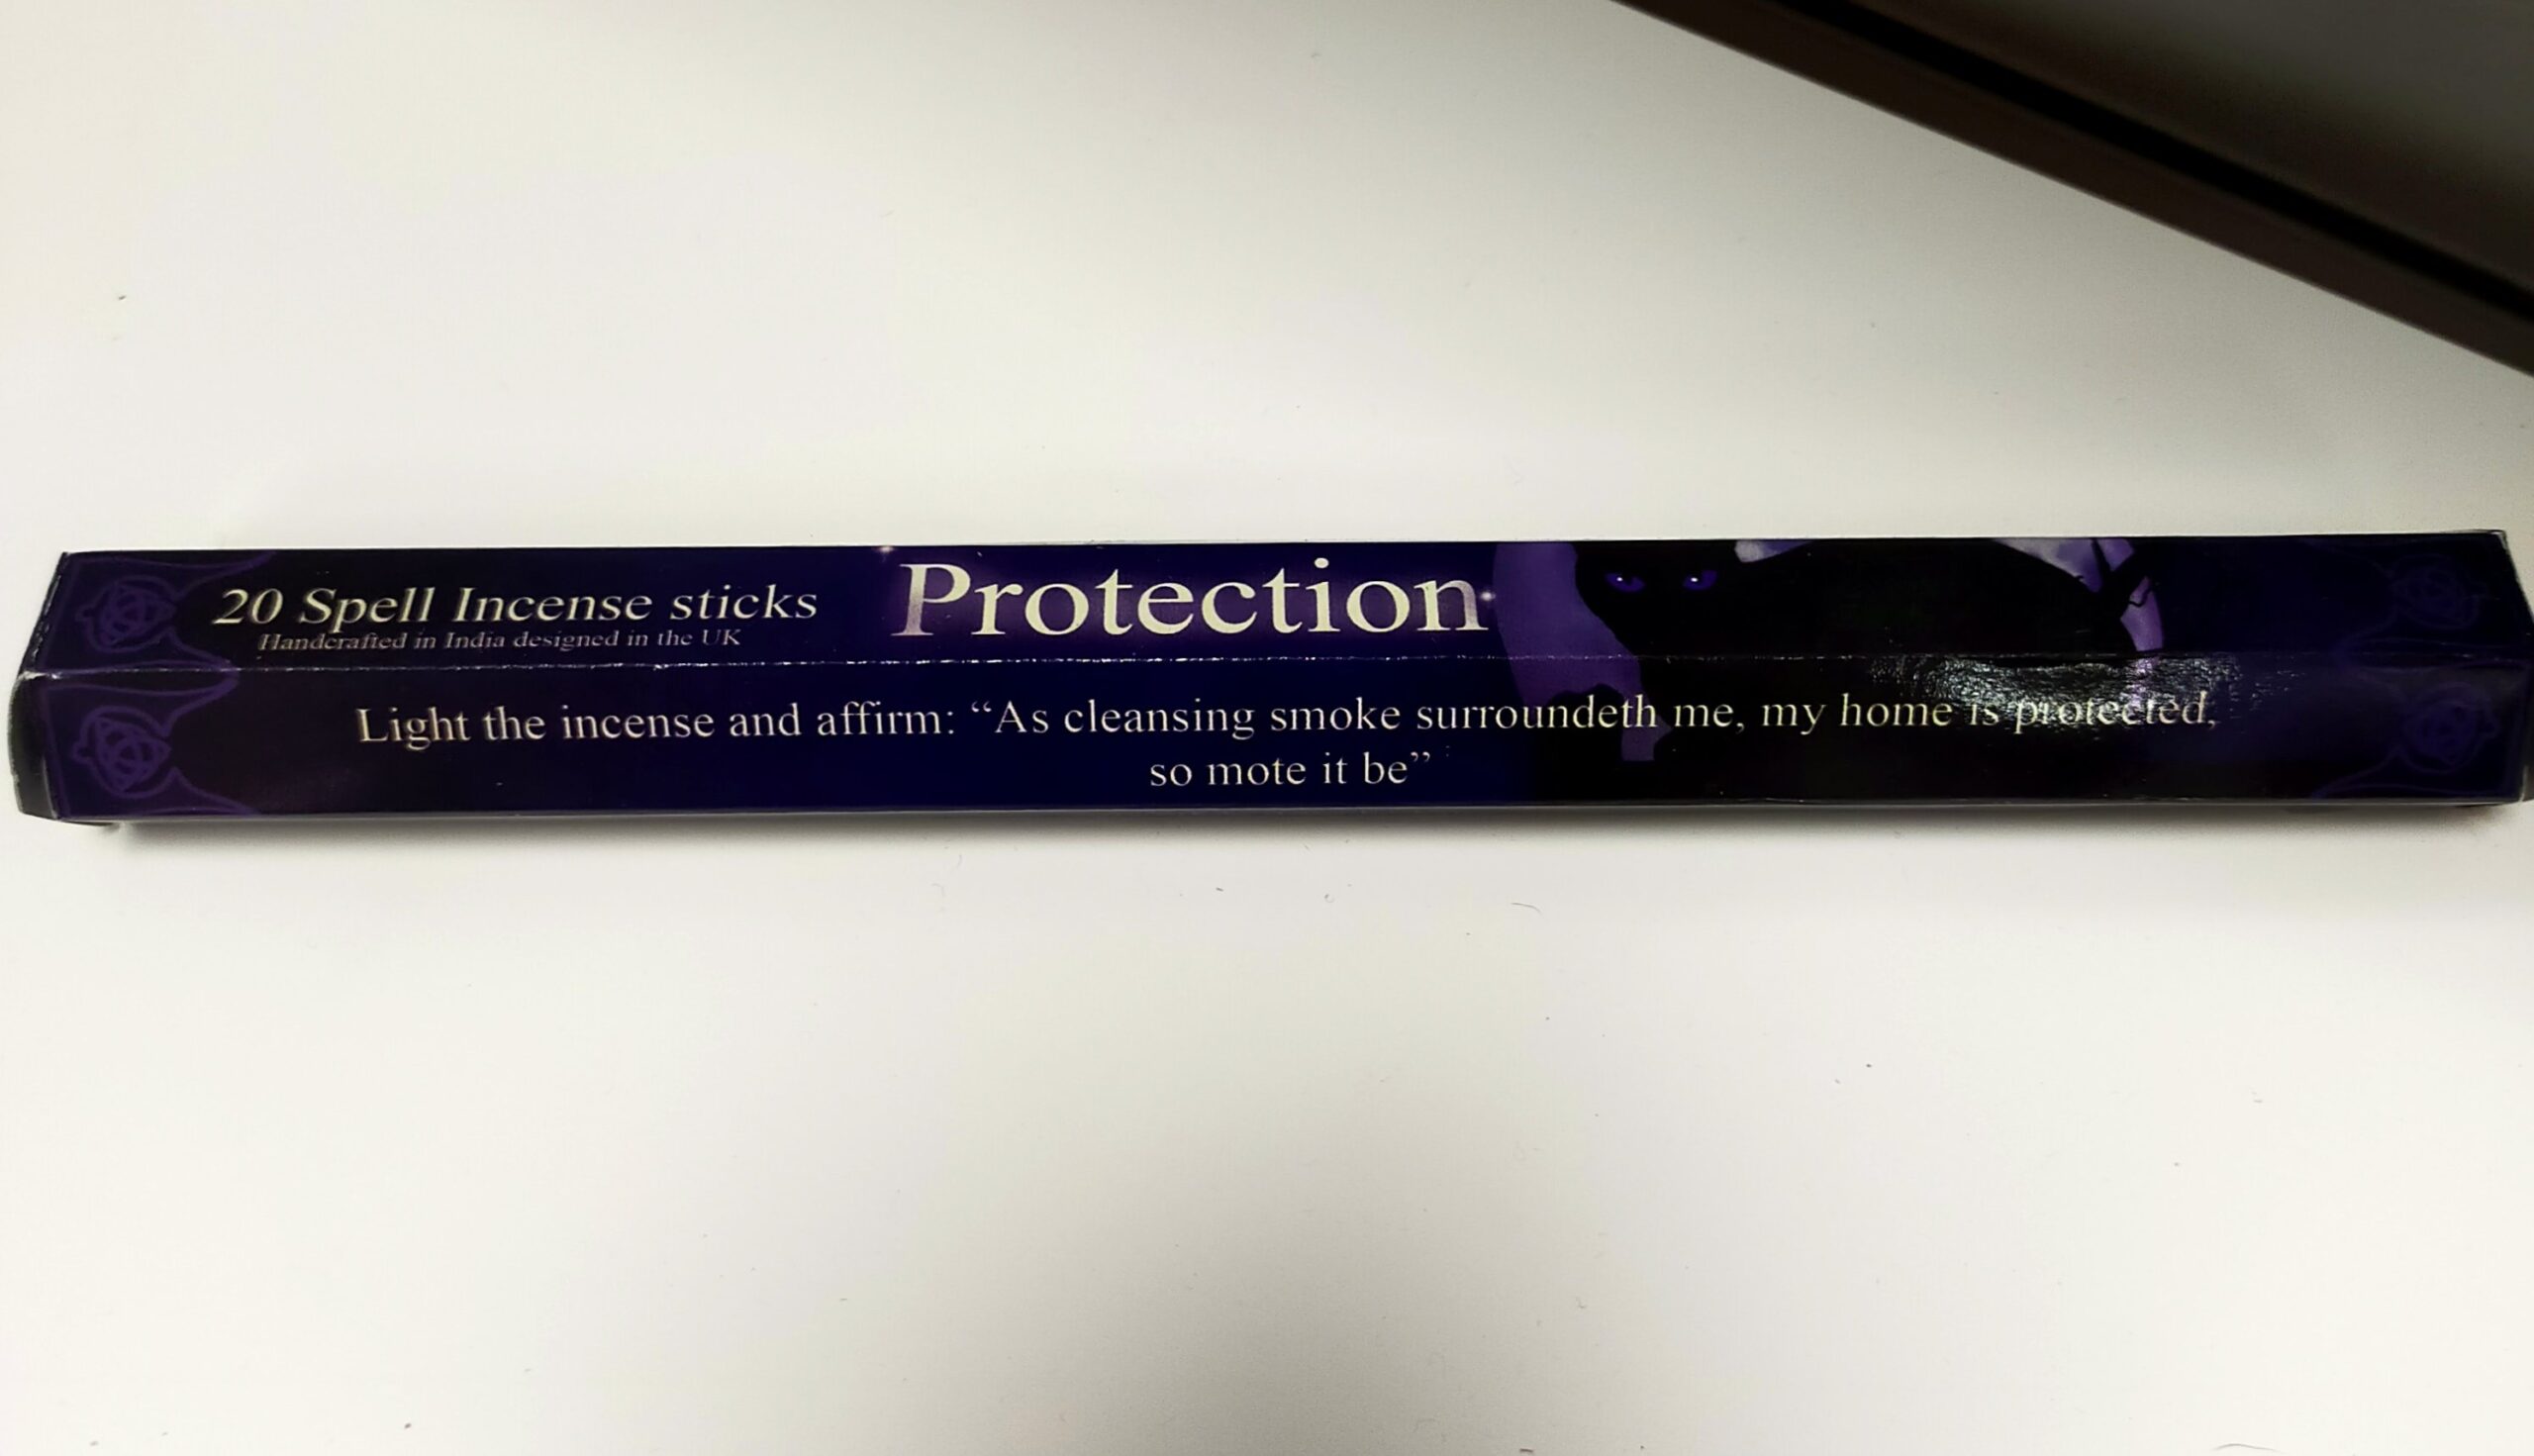 20 Spell Incense sticks
Handcrafted in India designed in the UK
Protection
Light the incense and affirm: “As cleansing smoke surroundeth me, my home is protected,
so mote it be”